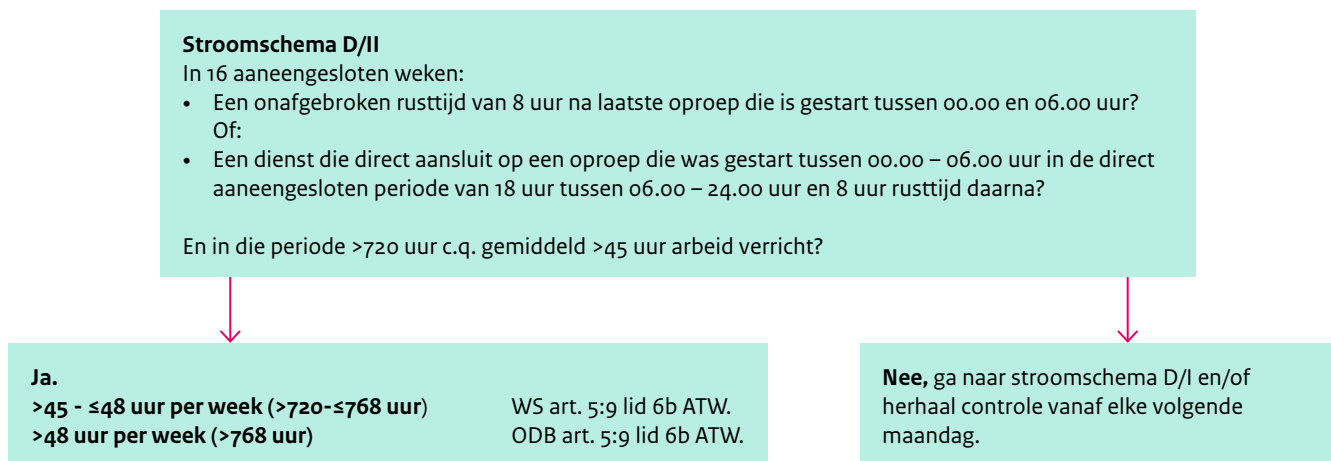 Stroomschema D/II
In 16 aaneengesloten weken:
• Een onafgebroken rusttijd van 8 uur na laatste oproep die is gestart tussen 00.00 en 06.00 uur?
Of:
• Een dienst die direct aansluit op een oproep die was gestart tussen 00.00 – 06.00 uur in de direct
aaneengesloten periode van 18 uur tussen 06.00 – 24.00 uur en 8 uur rusttijd daarna?
En in die periode >720 uur c.q. gemiddeld >45 uur arbeid verricht?
Ja.
>45 - ≤48 uur per week (>720-≤768 uur) WS art. 5:9 lid 6b ATW.
>48 uur per week (>768 uur) ODB art. 5:9 lid 6b ATW.
Nee, ga naar stroomschema D/I en/of
herhaal controle vanaf elke volgende
maandag.